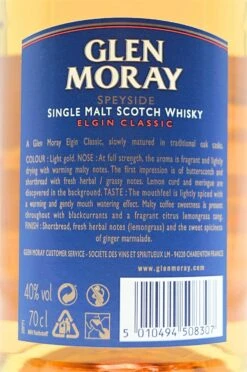 GLEN
MORAY
SPEYSIDE
SINGLE MALT SCOTCH WHISKY
ELGIN CLASSIC
A Glen Moray Elgin Classic, slowly matured in traditional oak casks.
COLOUR : Light gold. NOSE : At full strength, the aroma is fragrant and lightly
drying with warming malty notes. The first impression is of butterscotch and
shortbread with fresh herbal / grassy notes. Lemon curd and merigue are
discovered in the background. TASTE : The mouthfeel is lightly spiced with
a warming and gently mouth watering effect. Malty toffee sweetness is present
throughout with blackcurrants and a fragrant citrus lemongrass sang.
FINISH : Shortbread, fresh herbal notes (lemongrass) and the sweet spiciness
of ginger marmalade.
GLEN MORAY CUSTOMER SERVICE - SOCIETE DES VINS ET SPIRITUEUX LH - 94220 CHARENTON FRANCE
www.glenmoray.com
40% vol
70 cl
5 010494 508307